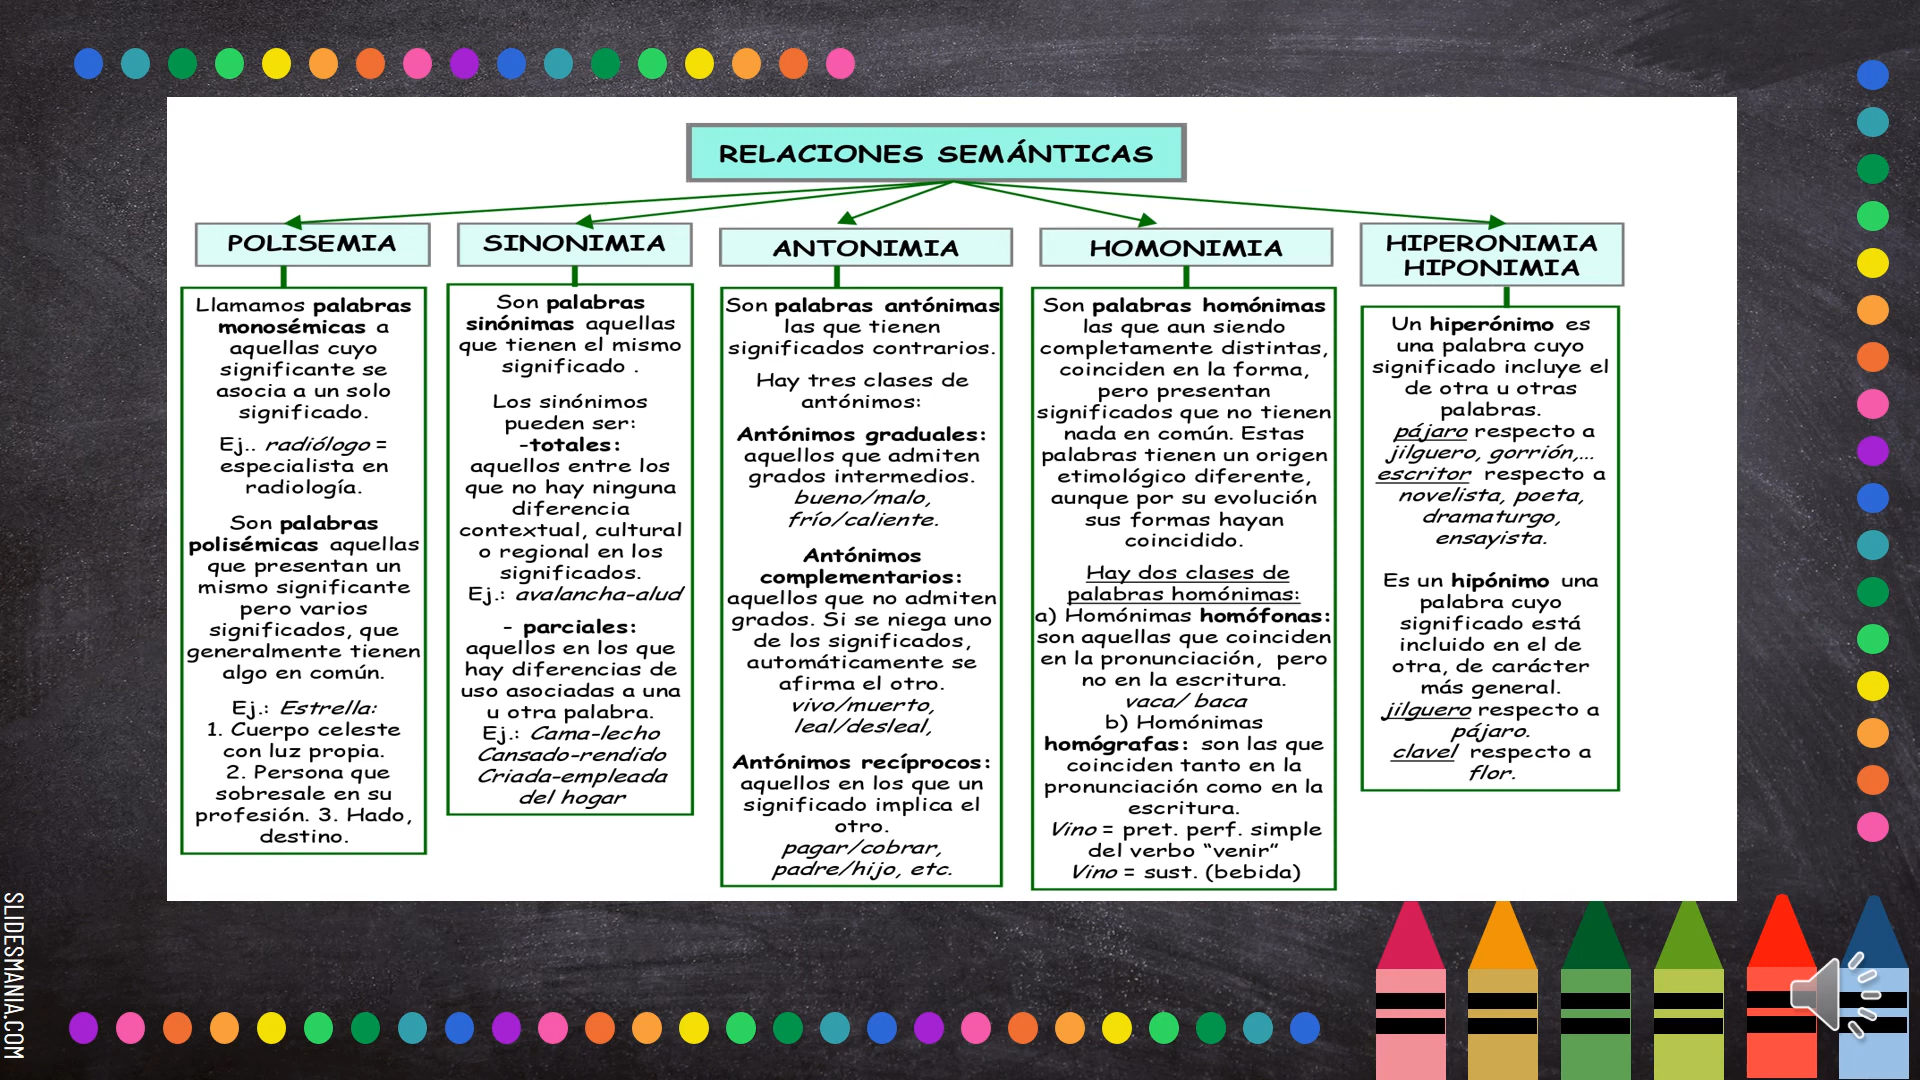 RELACIONES SEMÁNTICAS
POLISEMIA
Llamamos palabras
monosémicas a
aquellas cuyo
significante se
asocia a un solo
significado.
Ej.. radiólogo =
especialista en
radiología.
Son palabras
polisémicas aquellas
que presentan un
mismo significante
pero varios
significados, que
generalmente tienen
algo en común.
Ej.: Estrella:
1. Cuerpo celeste
con luz propia.
2. Persona que
sobresale en su
profesión. 3. Hado,
destino.
SINONIMIA
Son palabras
sinónimas aquellas
que tienen el mismo
significado .
Los sinónimos
pueden ser:
-totales:
aquellos entre los
que no hay ninguna
diferencia
contextual, cultural
o regional en los
significados.
Ej.: avalancha-alud
- parciales:
aquellos en los que
hay diferencias de
uso asociadas a una
u otra palabra.
Ej.: Cama-lecho
Cansado-rendido
Criada-empleada
del hogar
ANTONIMIA
Son palabras antónimas
las que tienen
significados contrarios.
Hay tres clases de
antónimos:
Antónimos graduales:
aquellos que admiten
grados intermedios.
bueno/malo,
frío/caliente.
Antónimos
complementarios:
aquellos que no admiten
grados. Si se niega uno
de los significados,
automáticamente se
afirma el otro.
vivo/muerto,
leal/desleal,
Antónimos recíprocos:
aquellos en los que un
significado implica el
otro.
pagar/cobrar,
padre/hijo, etc.
HOMONIMIA
Son palabras homónimas
las que aun siendo
completamente distintas,
coinciden en la forma,
pero presentan
significados que no tienen
nada en común. Estas
palabras tienen un origen
etimológico diferente,
aunque por su evolución
sus formas hayan
coincidido.
Hay dos clases de
palabras homónimas:
a) Homónimas homófonas:
son aquellas que coinciden
en la pronunciación, pero
no en la escritura.
vaca/ baca
b) Homónimas
homógrafas: son las que
coinciden tanto en la
pronunciación como en la
escritura.
Vino = pret. perf. simple
del verbo “venir”
Vino = sust. (bebida)
HIPERONIMIA
HIPONIMIA
Un hiperónimo es
una palabra cuyo
significado incluye el
de otra u otras
palabras.
pájaro respecto a
jilguero, gorrión,...
escritor respecto a
novelista, poeta,
dramaturgo,
ensayista.
Es un hipónimo una
palabra cuyo
significado está
incluido en el de
otra, de carácter
más general.
jilguero respecto a
pájaro.
clavel respecto a
flor.
SLIDESMANIA.COM